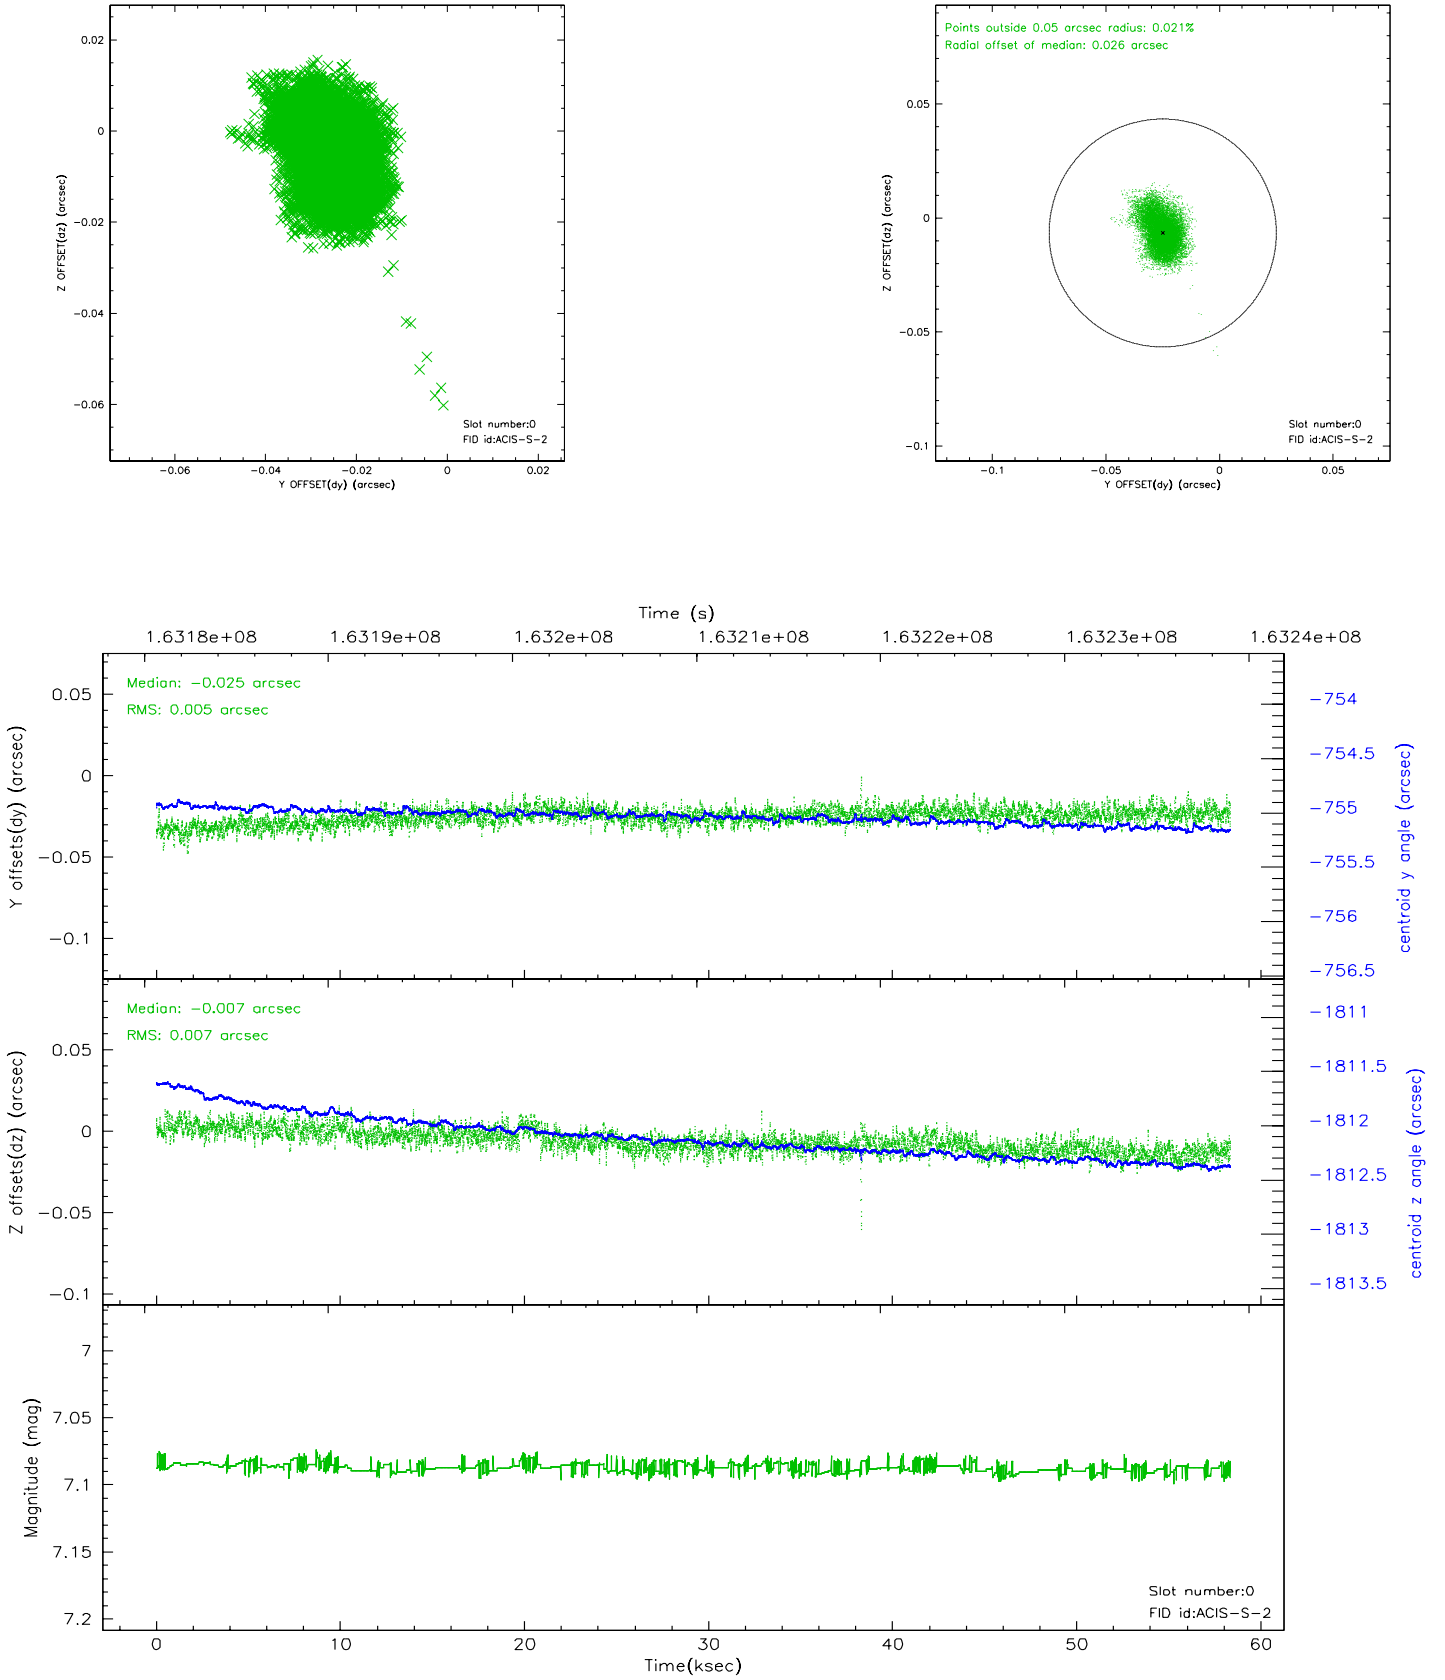 0.02
0
-0.02
-0.04
-0.06
Z OFFSET(dz) (arcsec)
Slot number:0
FID id:ACIS-S-2
-0.06 -0.04 -0.02 0 0.02
Y OFFSET(dy) (arcsec)
Points outside 0.05 arcsec radius: 0.021%
Radial offset of median: 0.026 arcsec
0.05
0
-0.05
-0.1
Z OFFSET(dz) (arcsec)
Slot number:0
FID id:ACIS-S-2
-0.1 -0.05 0 0.05
Y OFFSET(dy) (arcsec)
Time (s)
1.6318e+08 1.6319e+08 1.632e+08 1.6321e+08 1.6322e+08 1.6323e+08 1.6324e+08
Median: -0.025 arcsec
RMS: 0.005 arcsec
0.05
0
-0.05
-0.1
Y offsets(dy) (arcsec)
-754
-754.5
-755
-755.5
-756
-756.5
centroid y angle (arcsec)
Median: -0.007 arcsec
RMS: 0.007 arcsec
0.05
0
-0.05
-0.1
Z offsets(dz) (arcsec)
-1811
-1811.5
-1812
-1812.5
-1813
-1813.5
centroid z angle (arcsec)
7
7.05
7.1
7.15
7.2
Magnitude (mag)
Slot number:0
FID id:ACIS-S-2
0 10 20 30 40 50 60
Time(ksec)